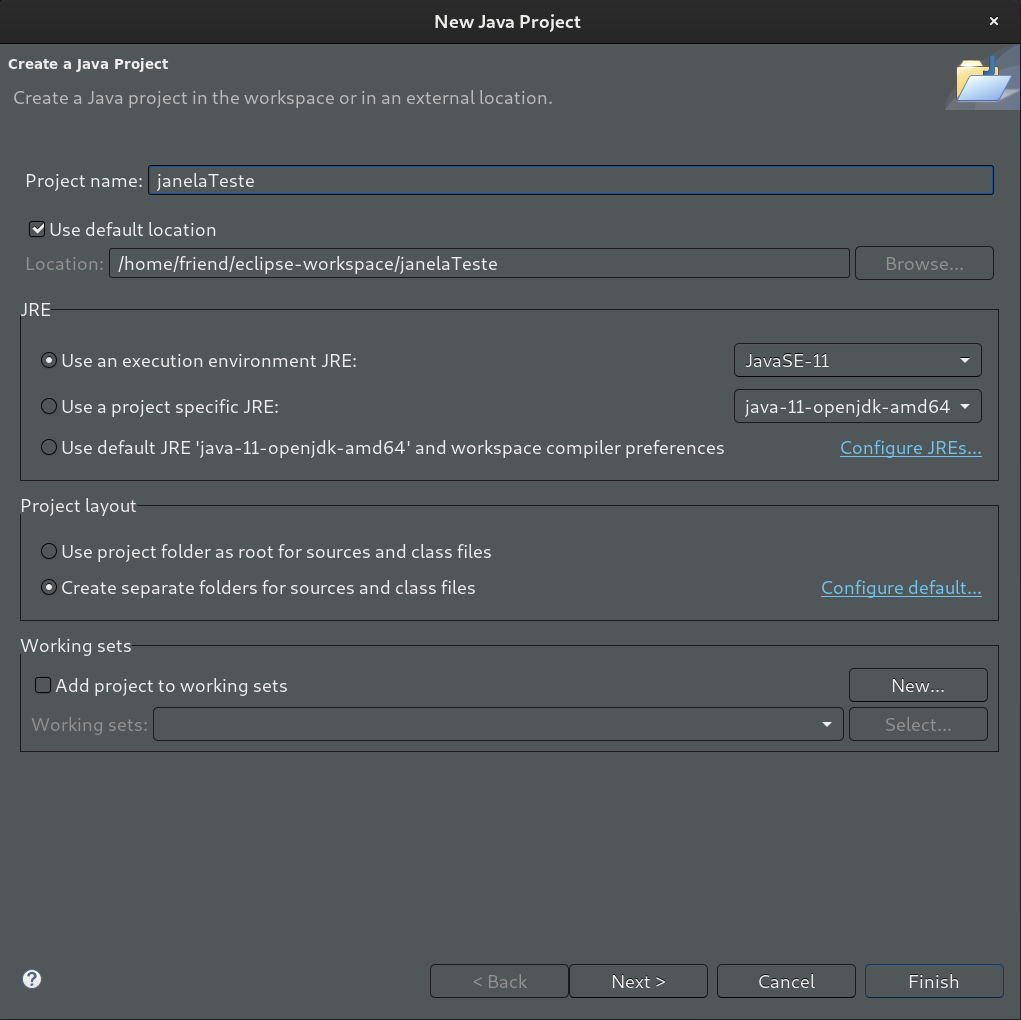 New Java Project
×
Create a Java Project
Create a Java project in the workspace or in an external location.
Project name: janelaTeste
Use default location
Location: /home/friend/eclipse-workspace/janelaTeste Browse...
JRE
Use an execution environment JRE: JavaSE-11
Use a project specific JRE: java-11-openjdk-amd64
Use default JRE 'java-11-openjdk-amd64' and workspace compiler preferences Configure JREs...
Project layout
Use project folder as root for sources and class files
Create separate folders for sources and class files Configure default...
Working sets
Add project to working sets New...
Working sets: Select...
? < Back Next > Cancel Finish